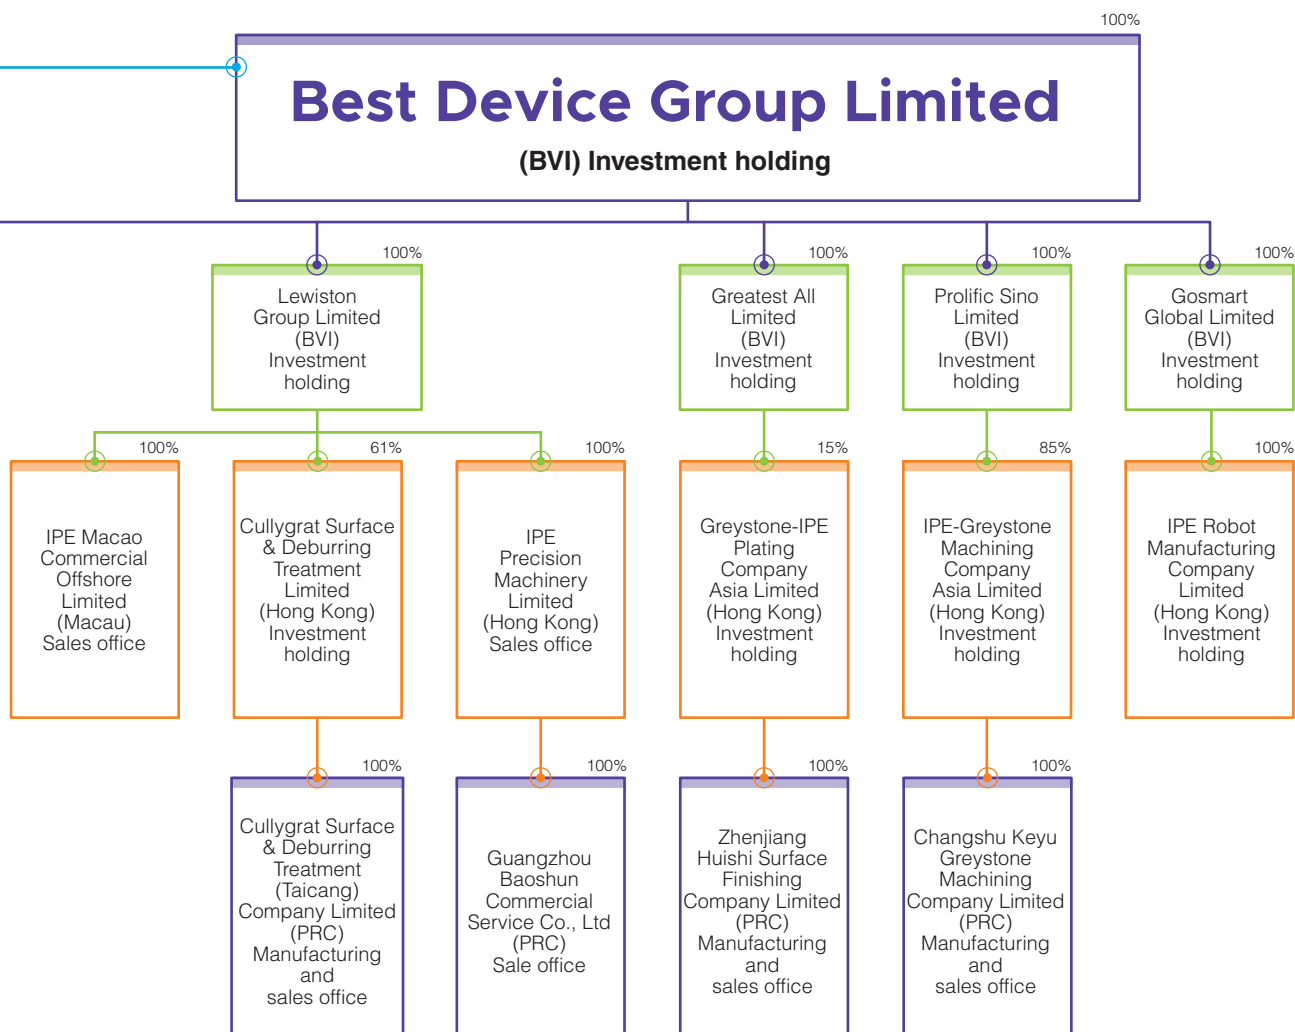 100%
Best Device Group Limited
(BVI) Investment holding
100%
Lewiston
Group Limited
(BVI)
Investment
holding
100%
Greatest All
Limited
(BVI)
Investment
holding
100%
Prolific Sino
Limited
(BVI)
Investment
holding
100%
Gosmart
Global Limited
(BVI)
Investment
holding
100%
IPE Macao
Commercial
Offshore
Limited
(Macau)
Sales office
61%
Cullygrat Surface
& Deburring
Treatment
Limited
(Hong Kong)
Investment
holding
100%
IPE
Precision
Machinery
Limited
(Hong Kong)
Sales office
15%
Greystone-IPE
Plating
Company
Asia Limited
(Hong Kong)
Investment
holding
85%
IPE-Greystone
Machining
Company
Asia Limited
(Hong Kong)
Investment
holding
100%
IPE Robot
Manufacturing
Company
Limited
(Hong Kong)
Investment
holding
100%
Cullygrat Surface
& Deburring
Treatment
(Taicang)
Company Limited
(PRC)
Manufacturing
and
sales office
100%
Guangzhou
Baoshun
Commercial
Service Co., Ltd
(PRC)
Sale office
100%
Zhenjiang
Huishi Surface
Finishing
Company Limited
(PRC)
Manufacturing
and
sales office
100%
Changshu Keyu
Greystone
Machining
Company Limited
(PRC)
Manufacturing
and
sales office